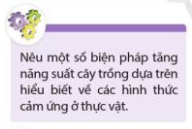 Nêu một số biện pháp tăng
năng suất cây trồng dựa trên
hiểu biết về các hình thức
cảm ứng ở thực vật.